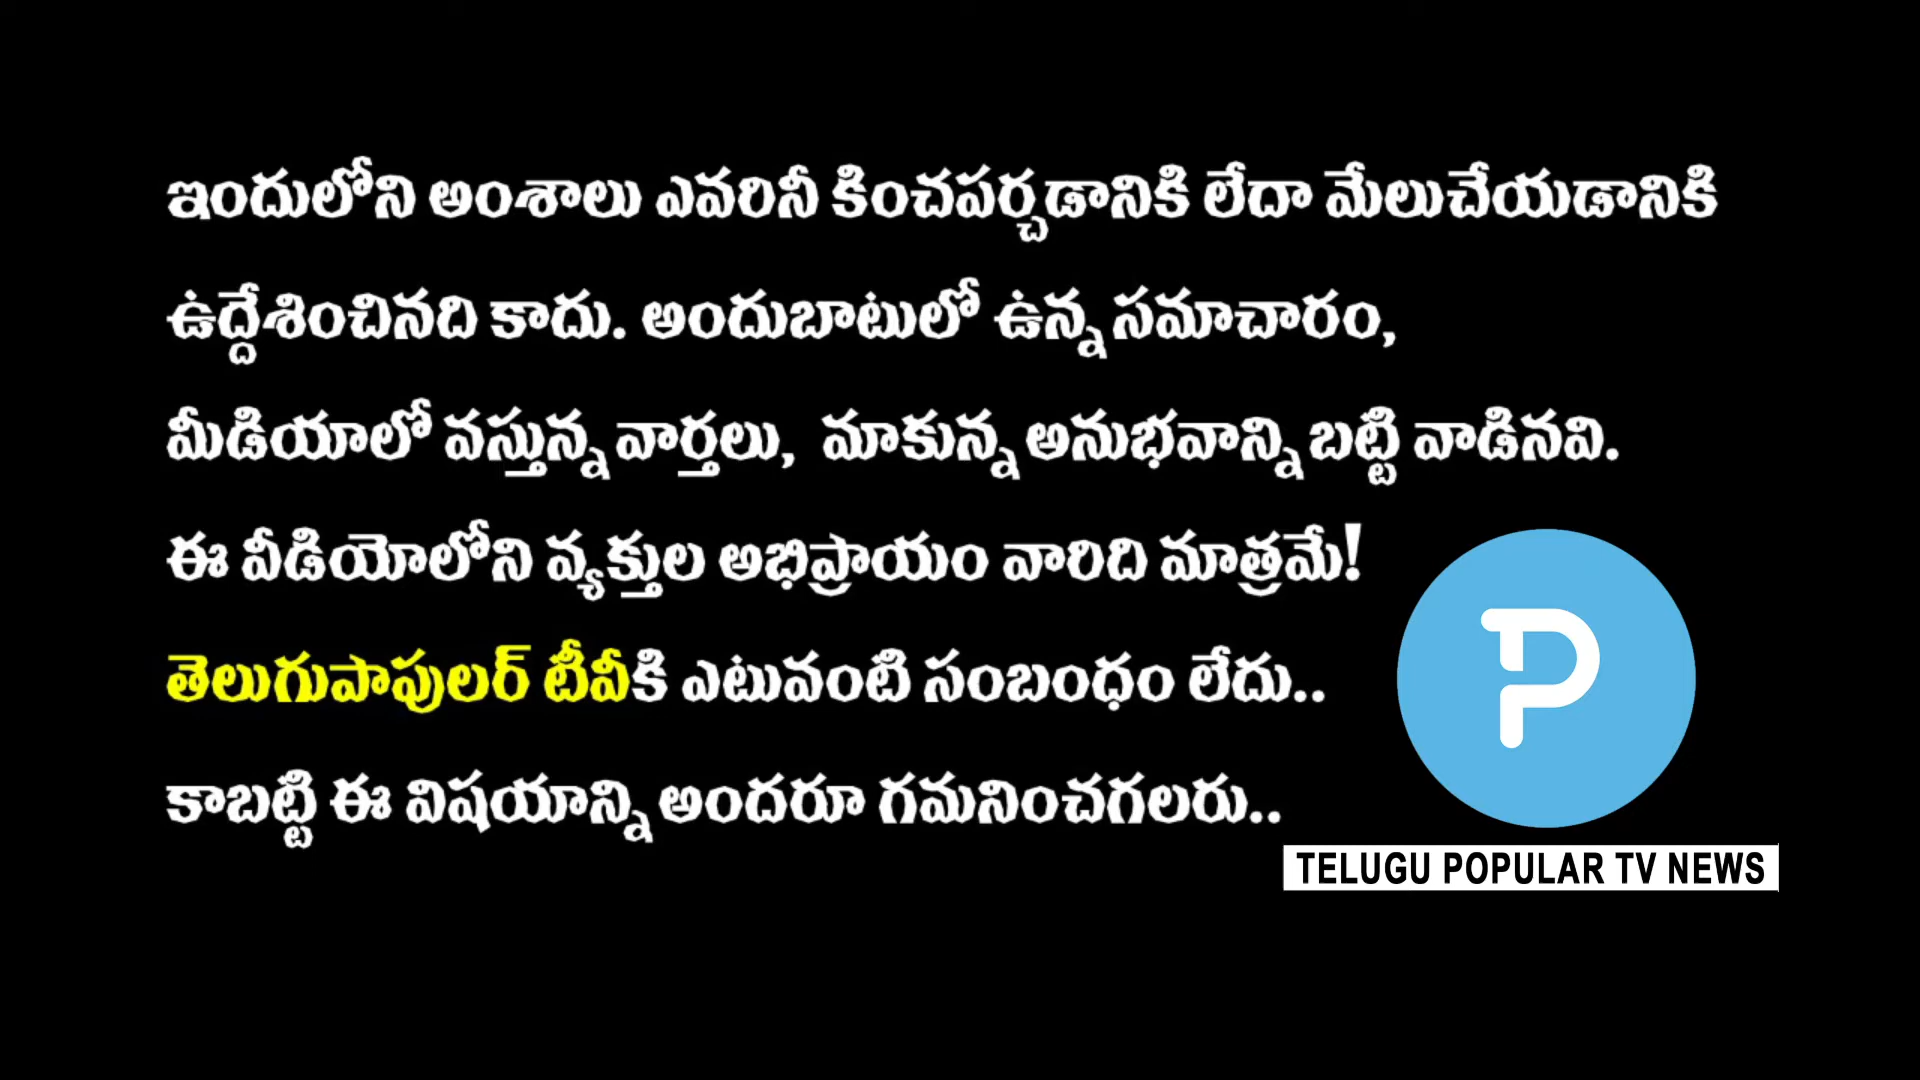 ఇందులోని అంశాలు ఎవరినీ కించపర్చడానికి లేదా మేలుచేయడానికి
ఉద్దేశించినది కాదు. అందుబాటులో ఉన్న సమాచారం,
మీడియాలో వస్తున్న వార్తలు, మాకున్న అనుభవాన్ని బట్టి వాడినవి.
ఈ వీడియోలోని వ్యక్తుల అభిప్రాయం వారిది మాత్రమే!
తెలుగుపాపులర్ టీవీకి ఎటువంటి సంబంధం లేదు..
కాబట్టి ఈ విషయాన్ని అందరూ గమనించగలరు..
P
TELUGU POPULAR TV NEWS